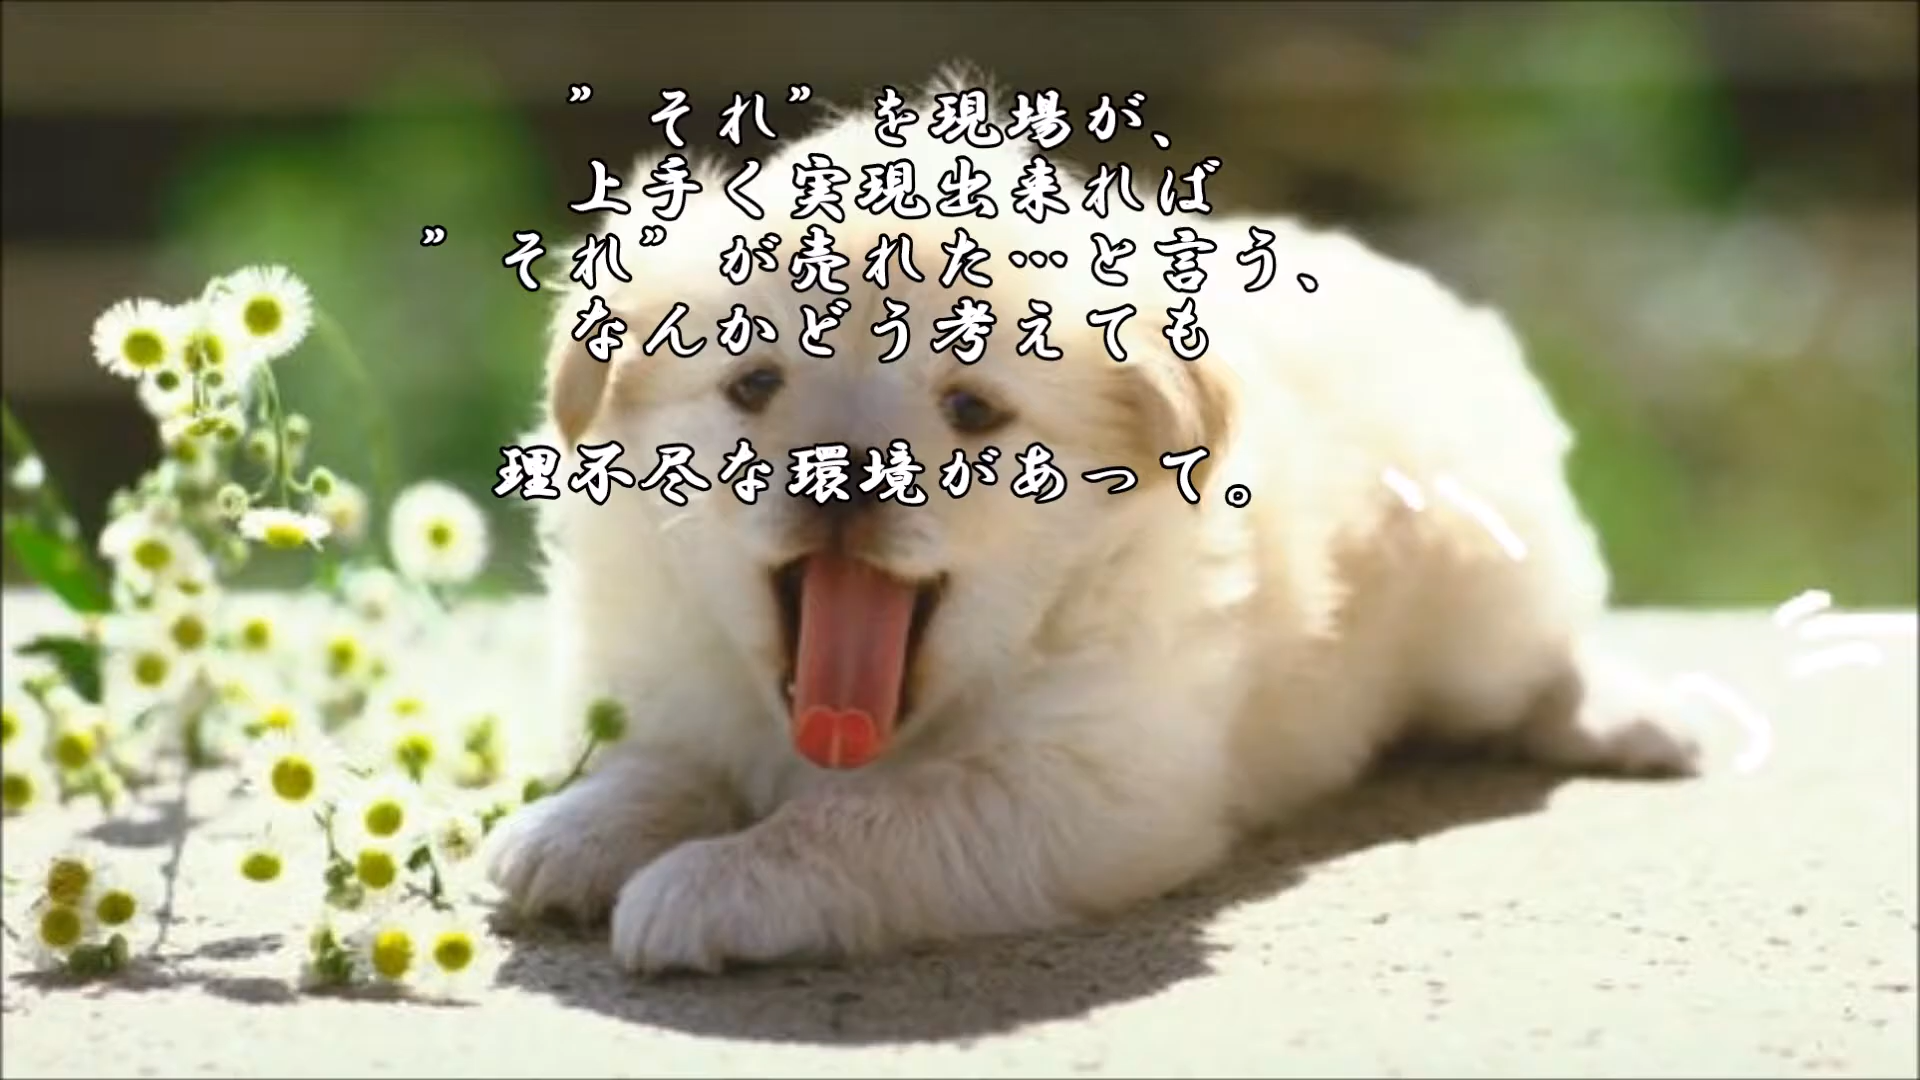 ”それ”を現場が、
上手く実現出来れば
”それ”が売れた…と言う、
なんかどう考えても
理不尽な環境があって。